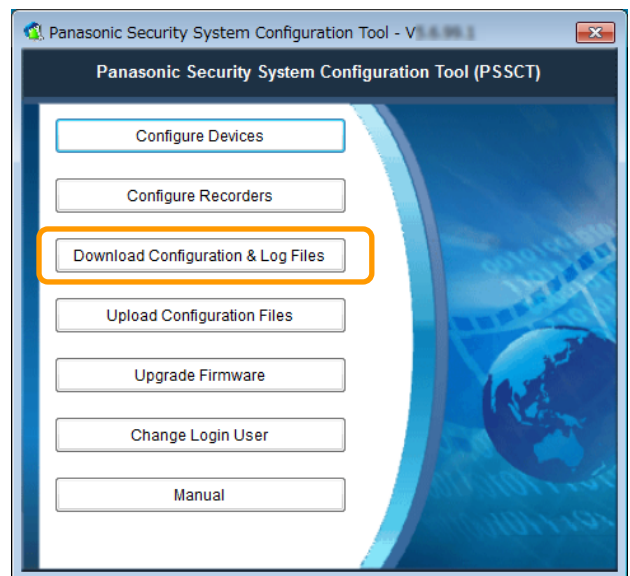 Panasonic Security System Configuration Tool - V
Panasonic Security System Configuration Tool (PSSCT)
Configure Devices
Configure Recorders
Download Configuration & Log Files
Upload Configuration Files
Upgrade Firmware
Change Login User
Manual